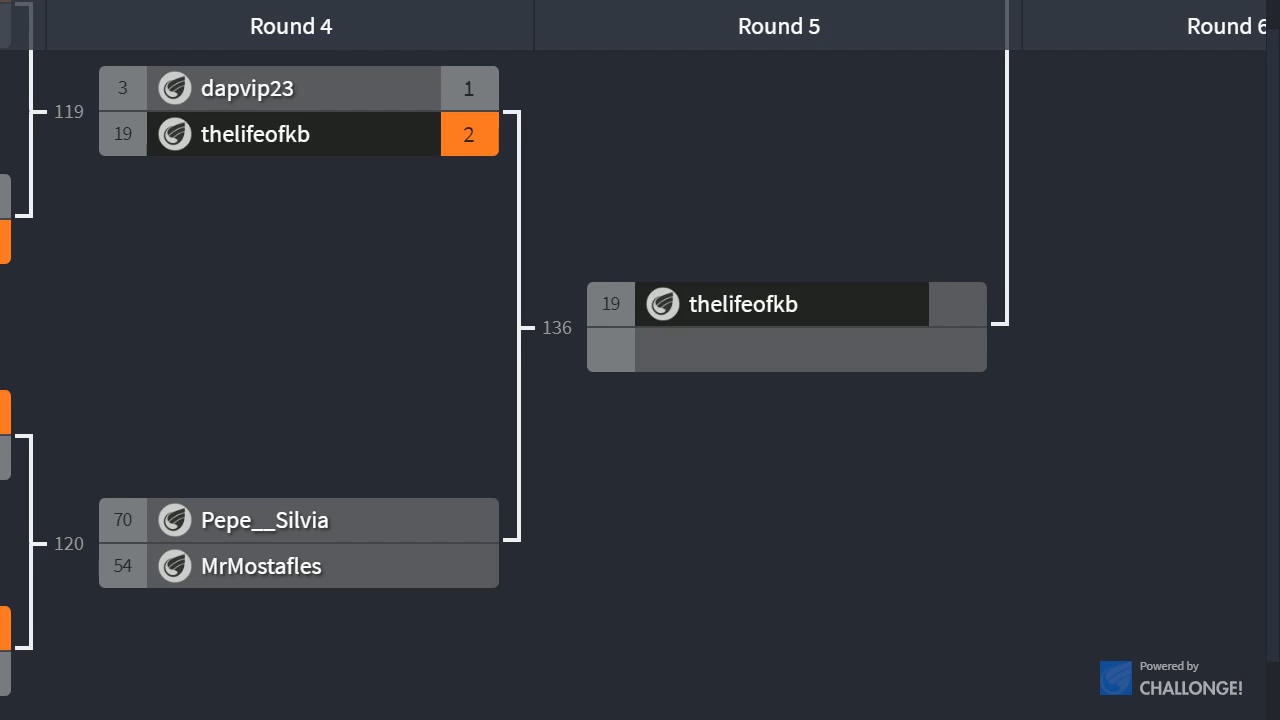 Round 4
Round 5
Round 6
119
3 dapvip23 1
19 thelifeofkb 2
136
19 thelifeofkb
120
70 Pepe__Silvia
54 MrMostafles
Powered by
CHALLONGE!